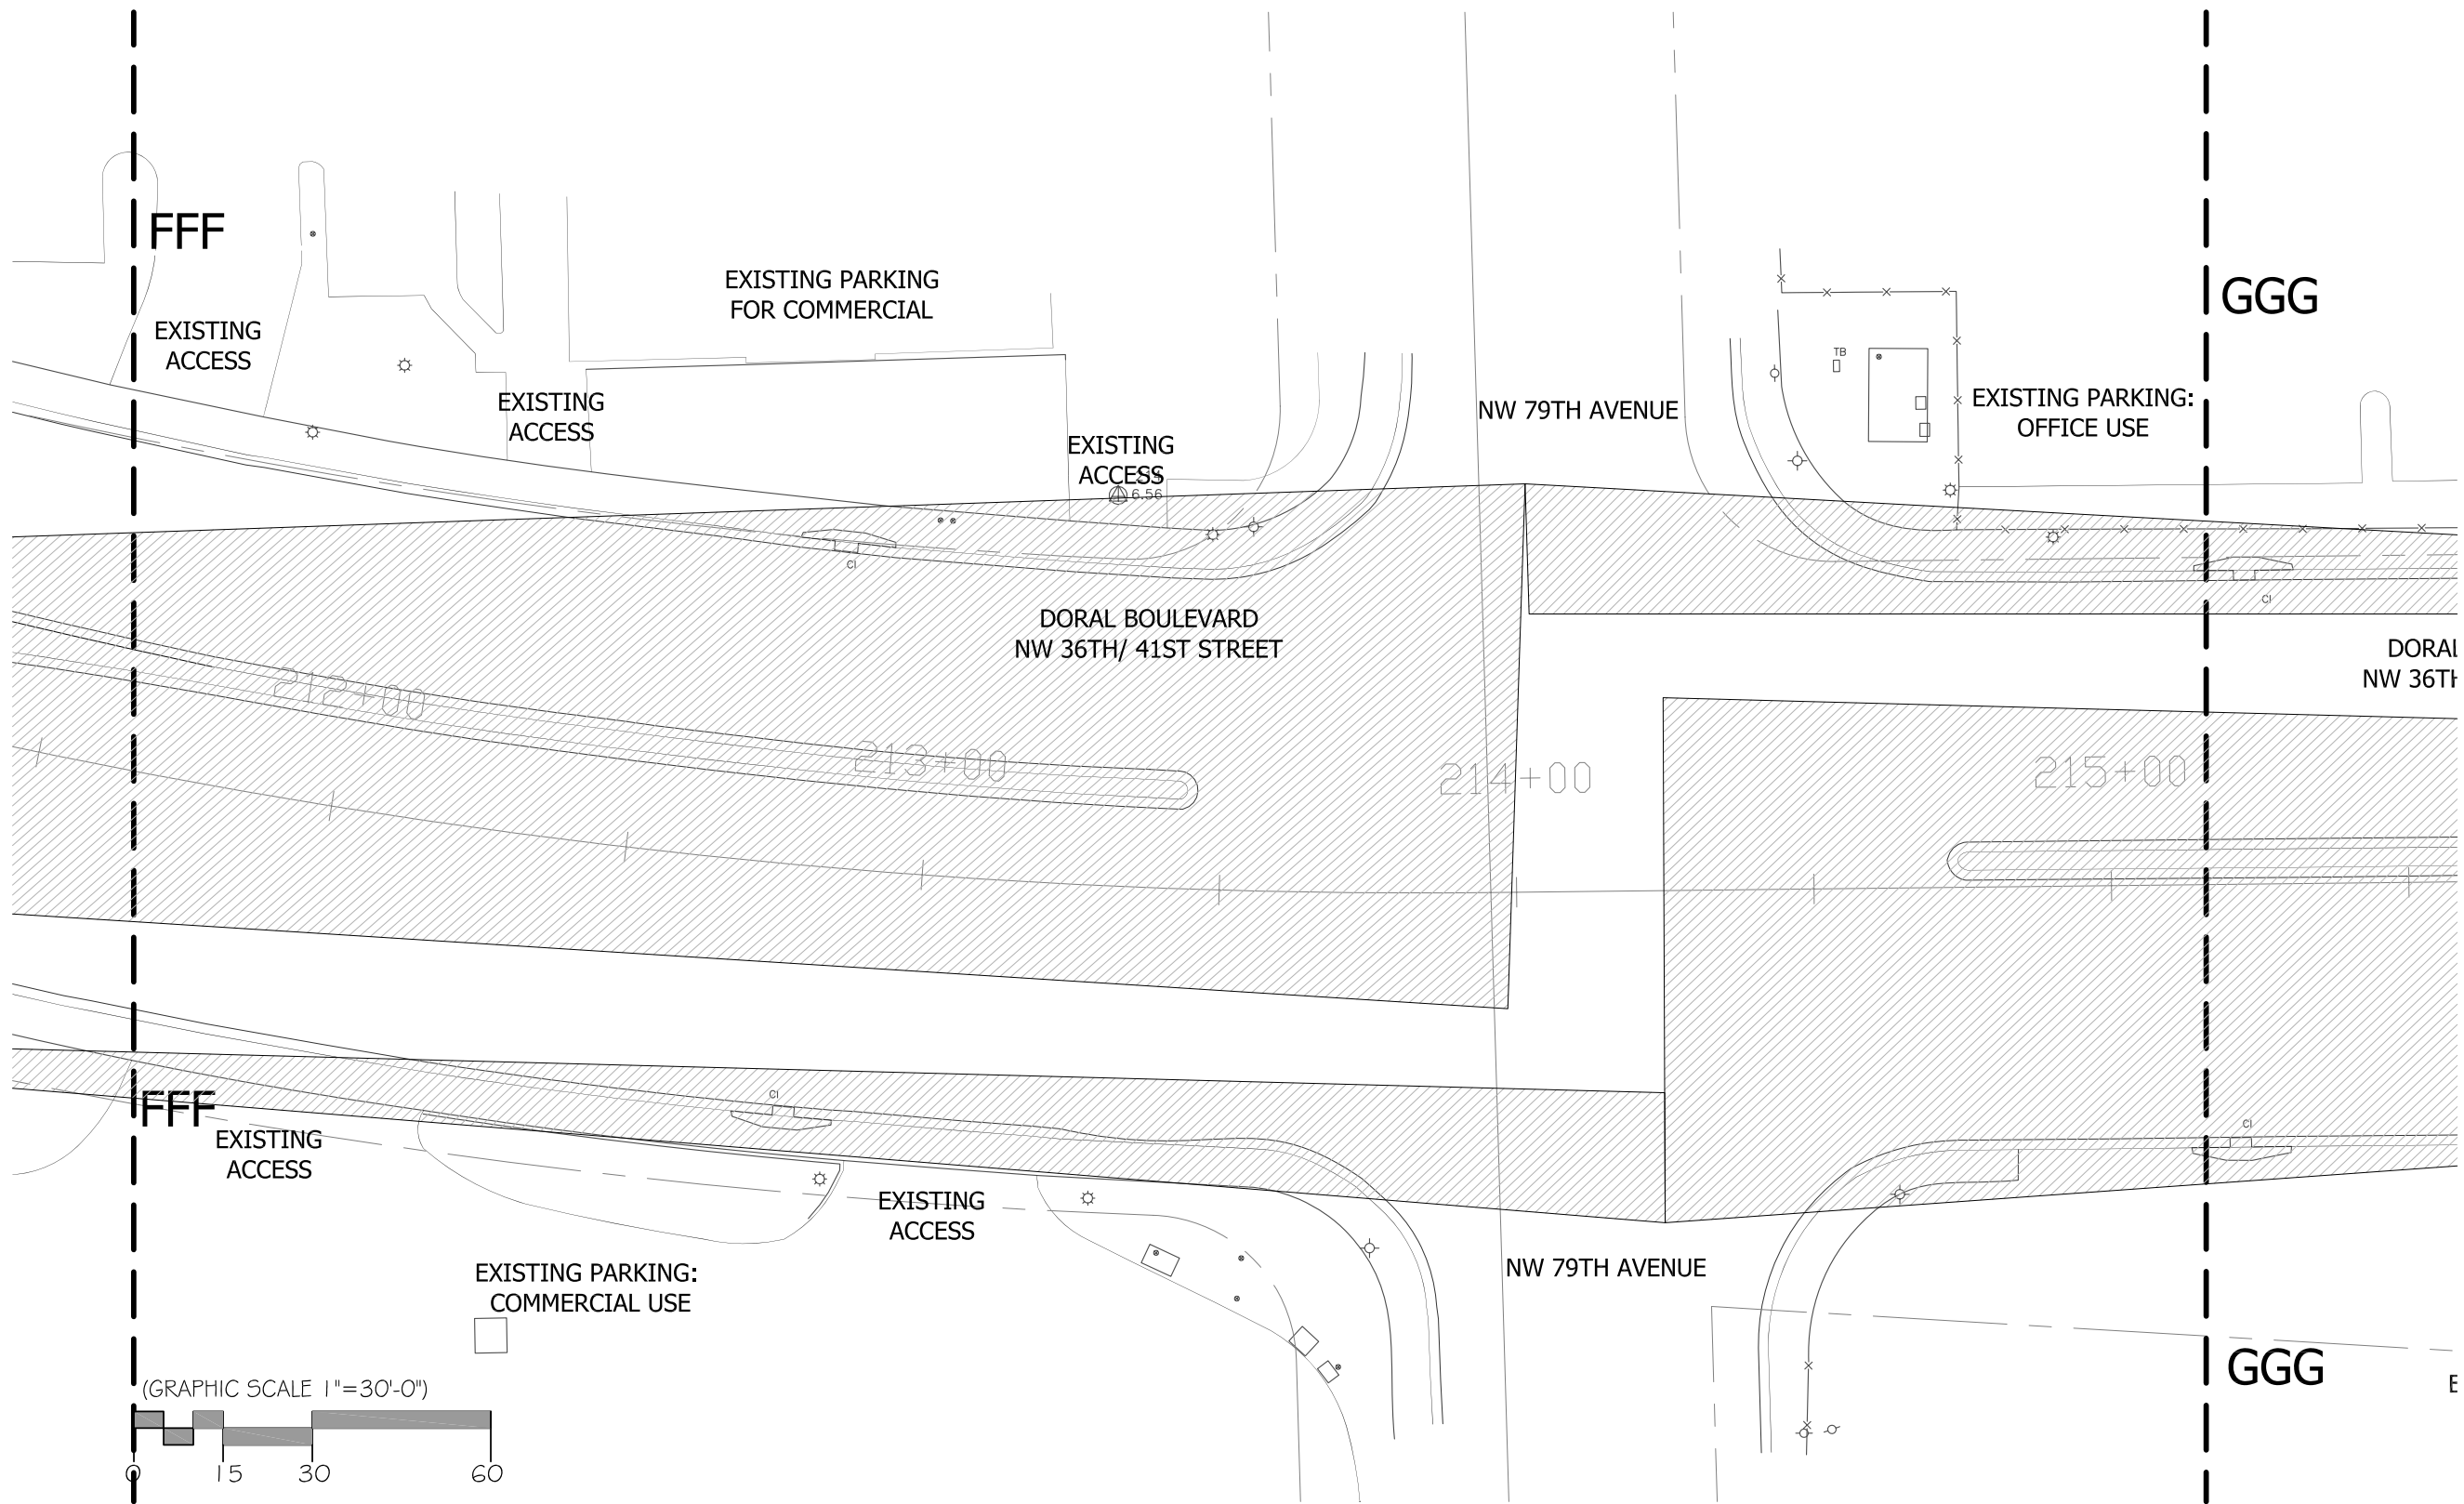 FFF
GGG
EXISTING PARKING
FOR COMMERCIAL
EXISTING
ACCESS
EXISTING
ACCESS
EXISTING
ACCESS
6.56
NW 79TH AVENUE
TB
EXISTING PARKING:
OFFICE USE
CI
CI
DORAL BOULEVARD
NW 36TH/ 41ST STREET
DORAL
NW 36TH
212+00
213+00
214+00
215+00
CI
CI
FFF
EXISTING
ACCESS
EXISTING
ACCESS
EXISTING PARKING:
COMMERCIAL USE
NW 79TH AVENUE
GGG
E
(GRAPHIC SCALE 1"=30'-0")
0 15 30 60